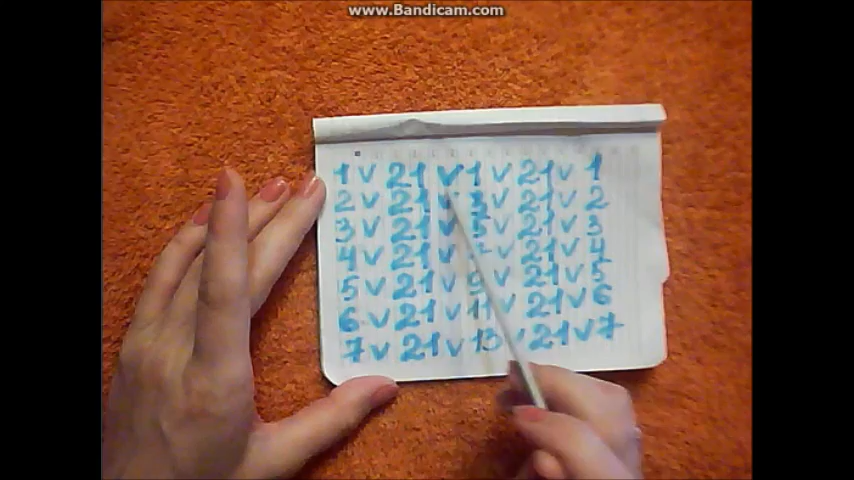 www.Bandicam.com
1 v 21 v 1 v 21 v 1
2 v 21 v 3 v 21 v 2
3 v 21 v 5 v 21 v 3
4 v 21 v v 21 v 4
5 v 21 v 9 v 21 v 5
6 v 21 v 11 v 21 v 6
7 v 21 v 13 v 21 v 7